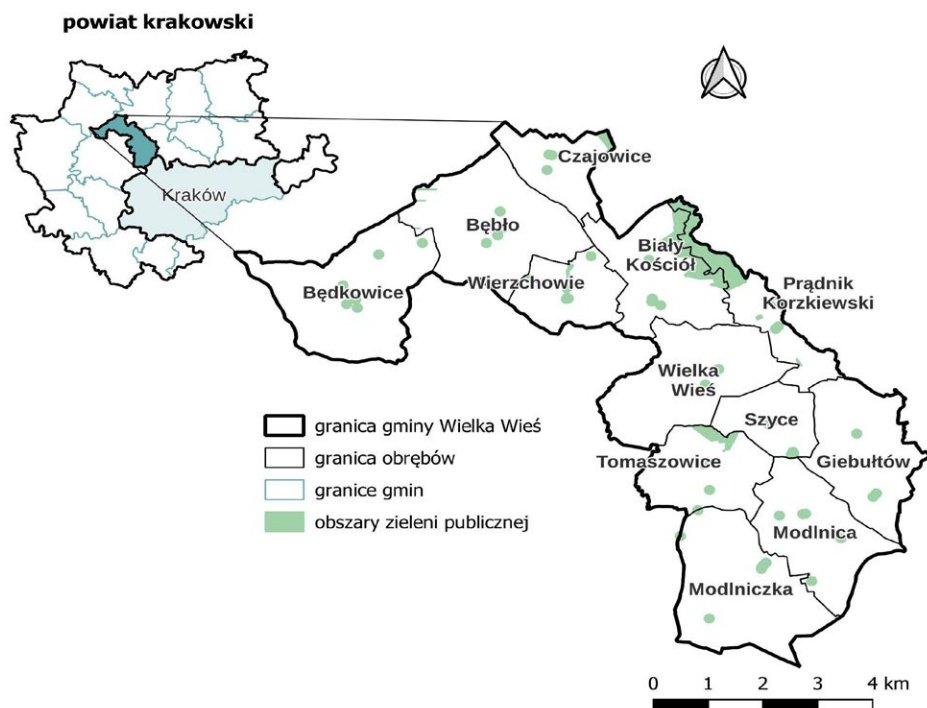 powiat krakowski
Kraków
Czajowice
Bębło
Biały
Kościół
Wierzchowie
Prądnik
Korzkiewski
Będkowice
Wielka
Wieś
Szyce
Tomaszowice
Giebułtów
Modlnica
Modlniczka
granica gminy Wielka Wieś
granica obrębów
granice gmin
obszary zieleni publicznej
0 1 2 3 4 km